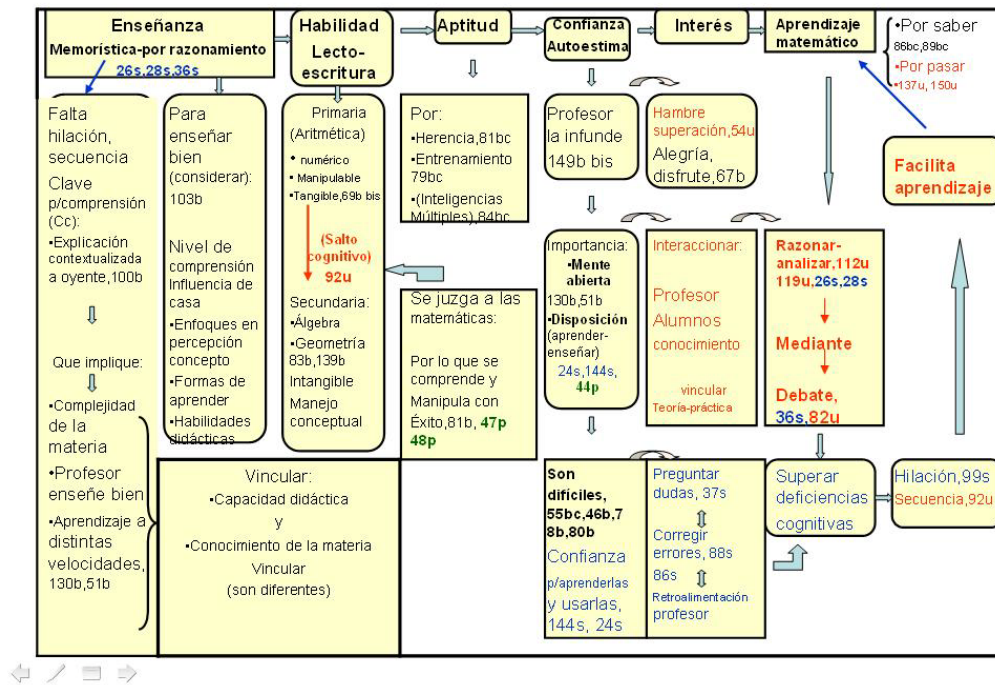 Enseñanza
Memorística-por razonamiento
26s,28s,36s
Habilidad
Lecto-
escritura
Aptitud
Confianza
Autoestima
Interés
Aprendizaje
matemático
•Por saber
86bc,89bc
•Por pasar
•137u, 150u
Falta
hilación,
secuencia
Clave
p/comprensión
(Cc):
•Explicación
contextualizada
a oyente,100b
Que implique:
•Complejidad
de la
materia
•Profesor
enseñe bien
•Aprendizaje a
distintas
velocidades,
130b,51b
Para
enseñar
bien
(considerar):
103b
Nivel de
comprensión
Influencia de
casa
•Enfoques en
percepción
concepto
•Formas de
aprender
•Habilidades
didácticas
Primaria
(Aritmética)
• numérico
• Manipulable
•Tangible,69b bis
(Salto
cognitivo)
92u
Secundaria:
•Álgebra
•Geometría
83b,139b
Intangible
Manejo
conceptual
Por:
•Herencia,81bc
•Entrenamiento
79bc
•(Inteligencias
Múltiples),84bc
Se juzga a las
matemáticas:
Por lo que se
comprende y
Manipula con
Éxito,81b, 47p
48p
Vincular:
•Capacidad didáctica
y
•Conocimiento de la materia
Vincular
(son diferentes)
Profesor
la infunde
149b bis
Importancia:
•Mente
abierta
130b,51b
•Disposición
(aprender-
enseñar)
24s,144s,
44p
Son
difíciles,
55bc,46b,7
8b,80b
Confianza
p/aprenderlas
y usarlas,
144s, 24s
Hambre
superación,54u
Alegría,
disfrute,67b
Interaccionar:
Profesor
Alumnos
conocimiento
vincular
Teoría-práctica
Preguntar
dudas, 37s
Corregir
errores, 88s
86s
Retroalimentación
profesor
Razonar-
analizar,112u
119u,26s,28s
Mediante
Debate,
36s,82u
Superar
deficiencias
cognitivas
Facilita
aprendizaje
Hilación,99s
Secuencia,92u